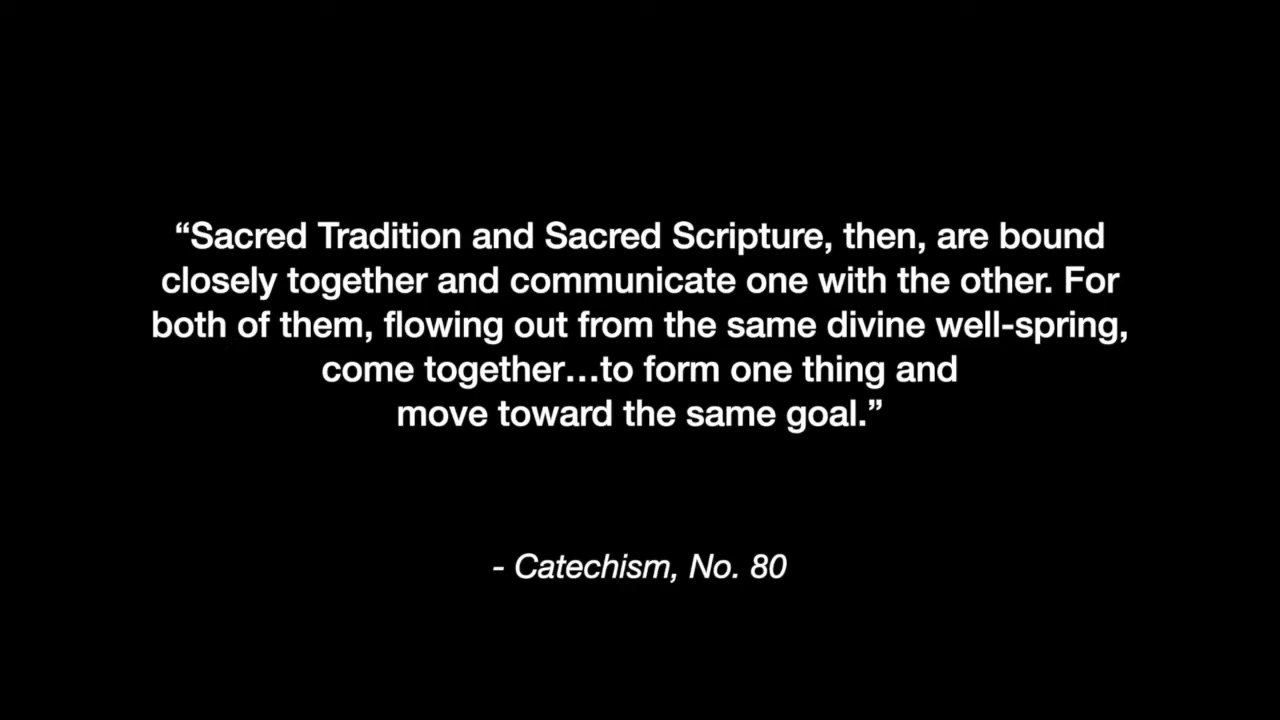 “Sacred Tradition and Sacred Scripture, then, are bound
closely together and communicate one with the other. For
both of them, flowing out from the same divine well-spring,
come together…to form one thing and
move toward the same goal.”
- Catechism, No. 80